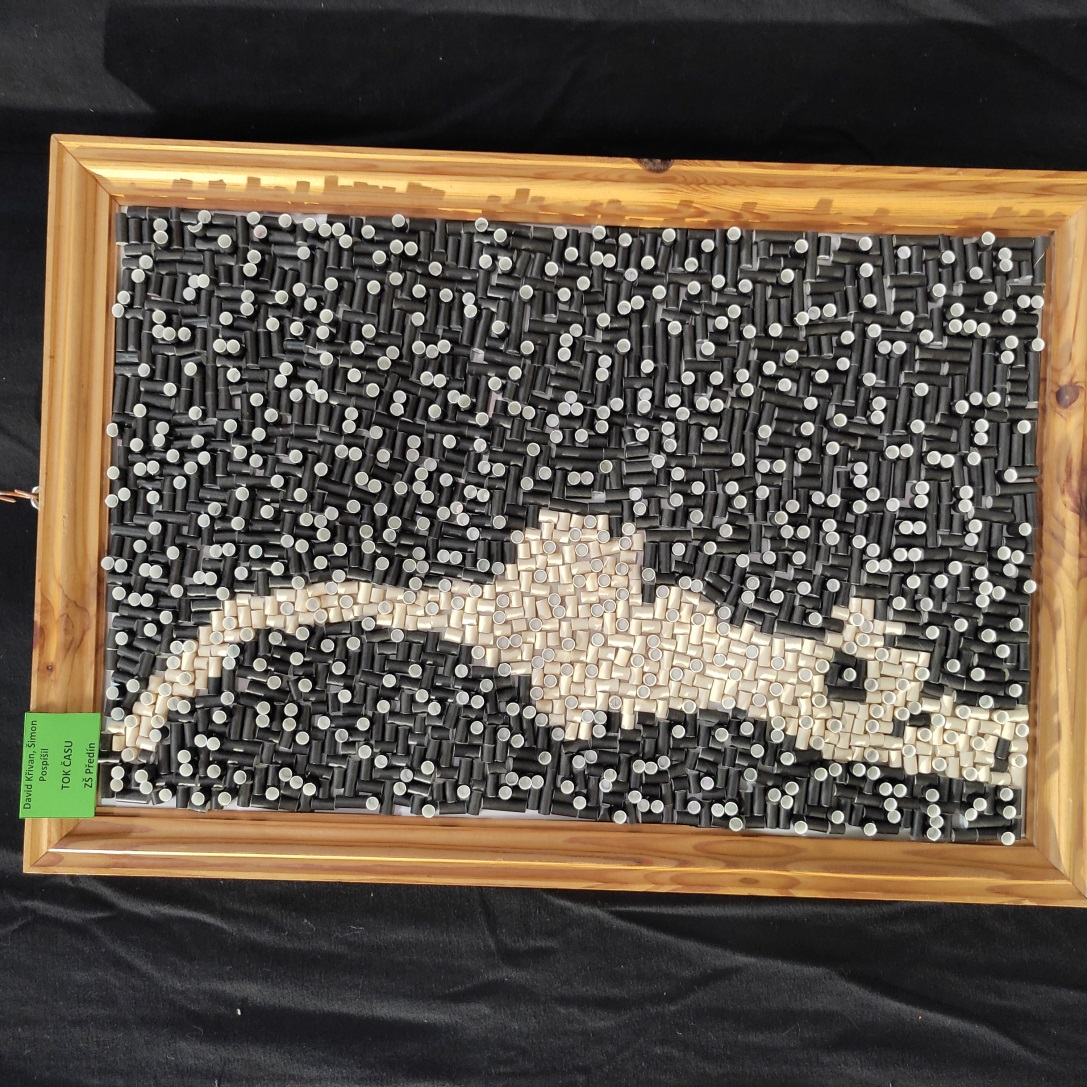 David Křivan, Šimon
Pospíšil
TOK ČASU
ZŠ Předín